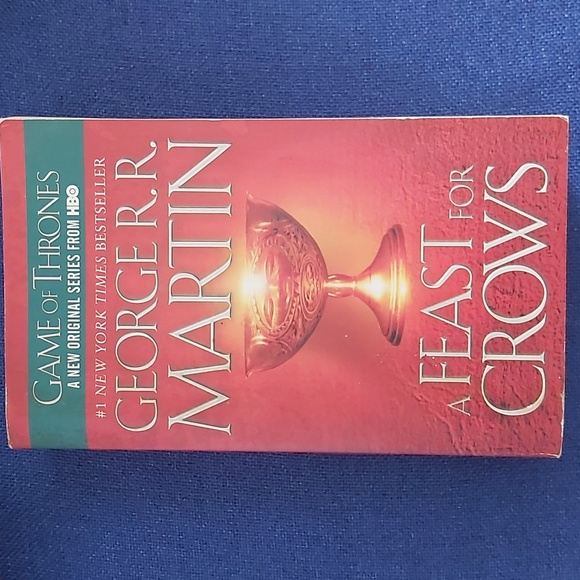 GAME OF THRONES
A NEW ORIGINAL SERIES FROM HBO
#1 NEW YORK TIMES BESTSELLER
GEORGE R.R.
MARTIN
A FEAST FOR
CROWS